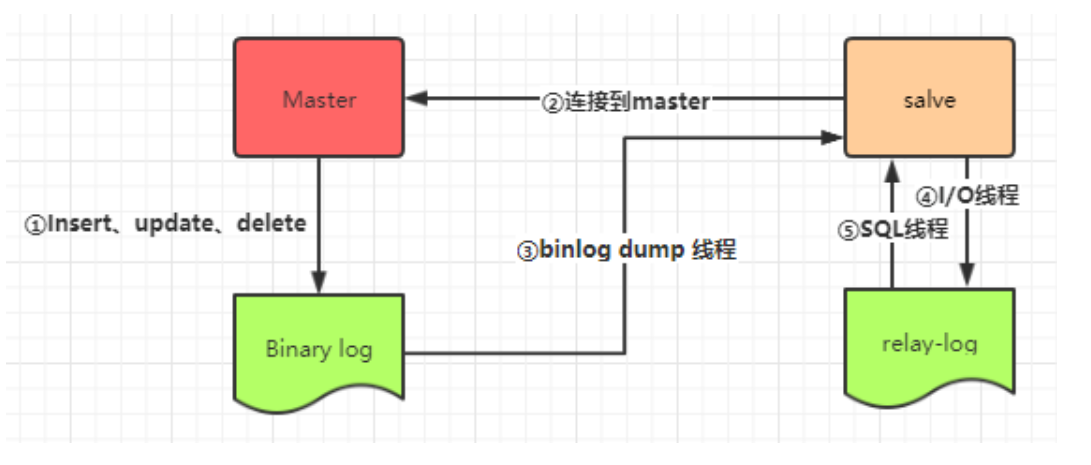 Master
②连接到master
salve
①Insert、update、delete
④I/O线程
⑤SQL线程
③binlog dump 线程
Binary log
relay-log